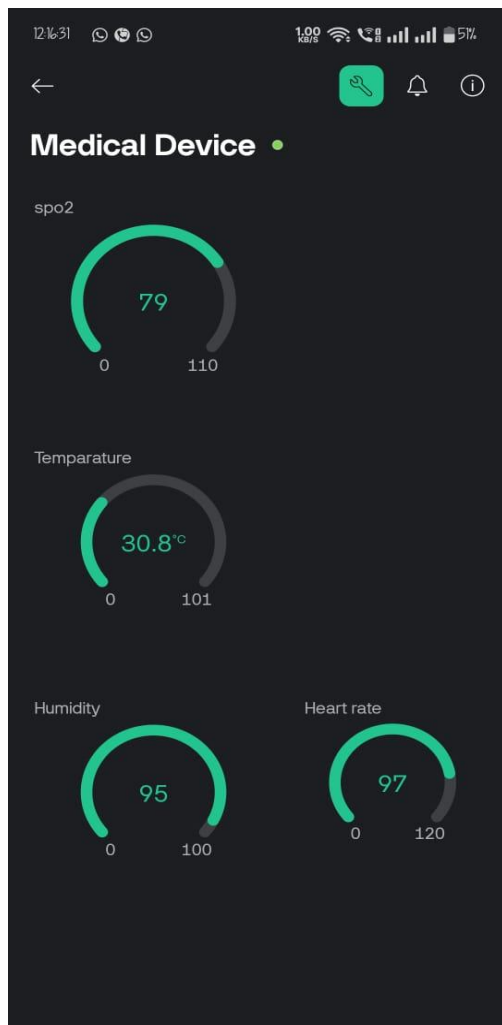 12:16:31 1.00 KB/S 51%
Medical Device
spo2
79
0 110
Temparature
30.8°C
0 101
Humidity Heart rate
95 97
0 100 0 120